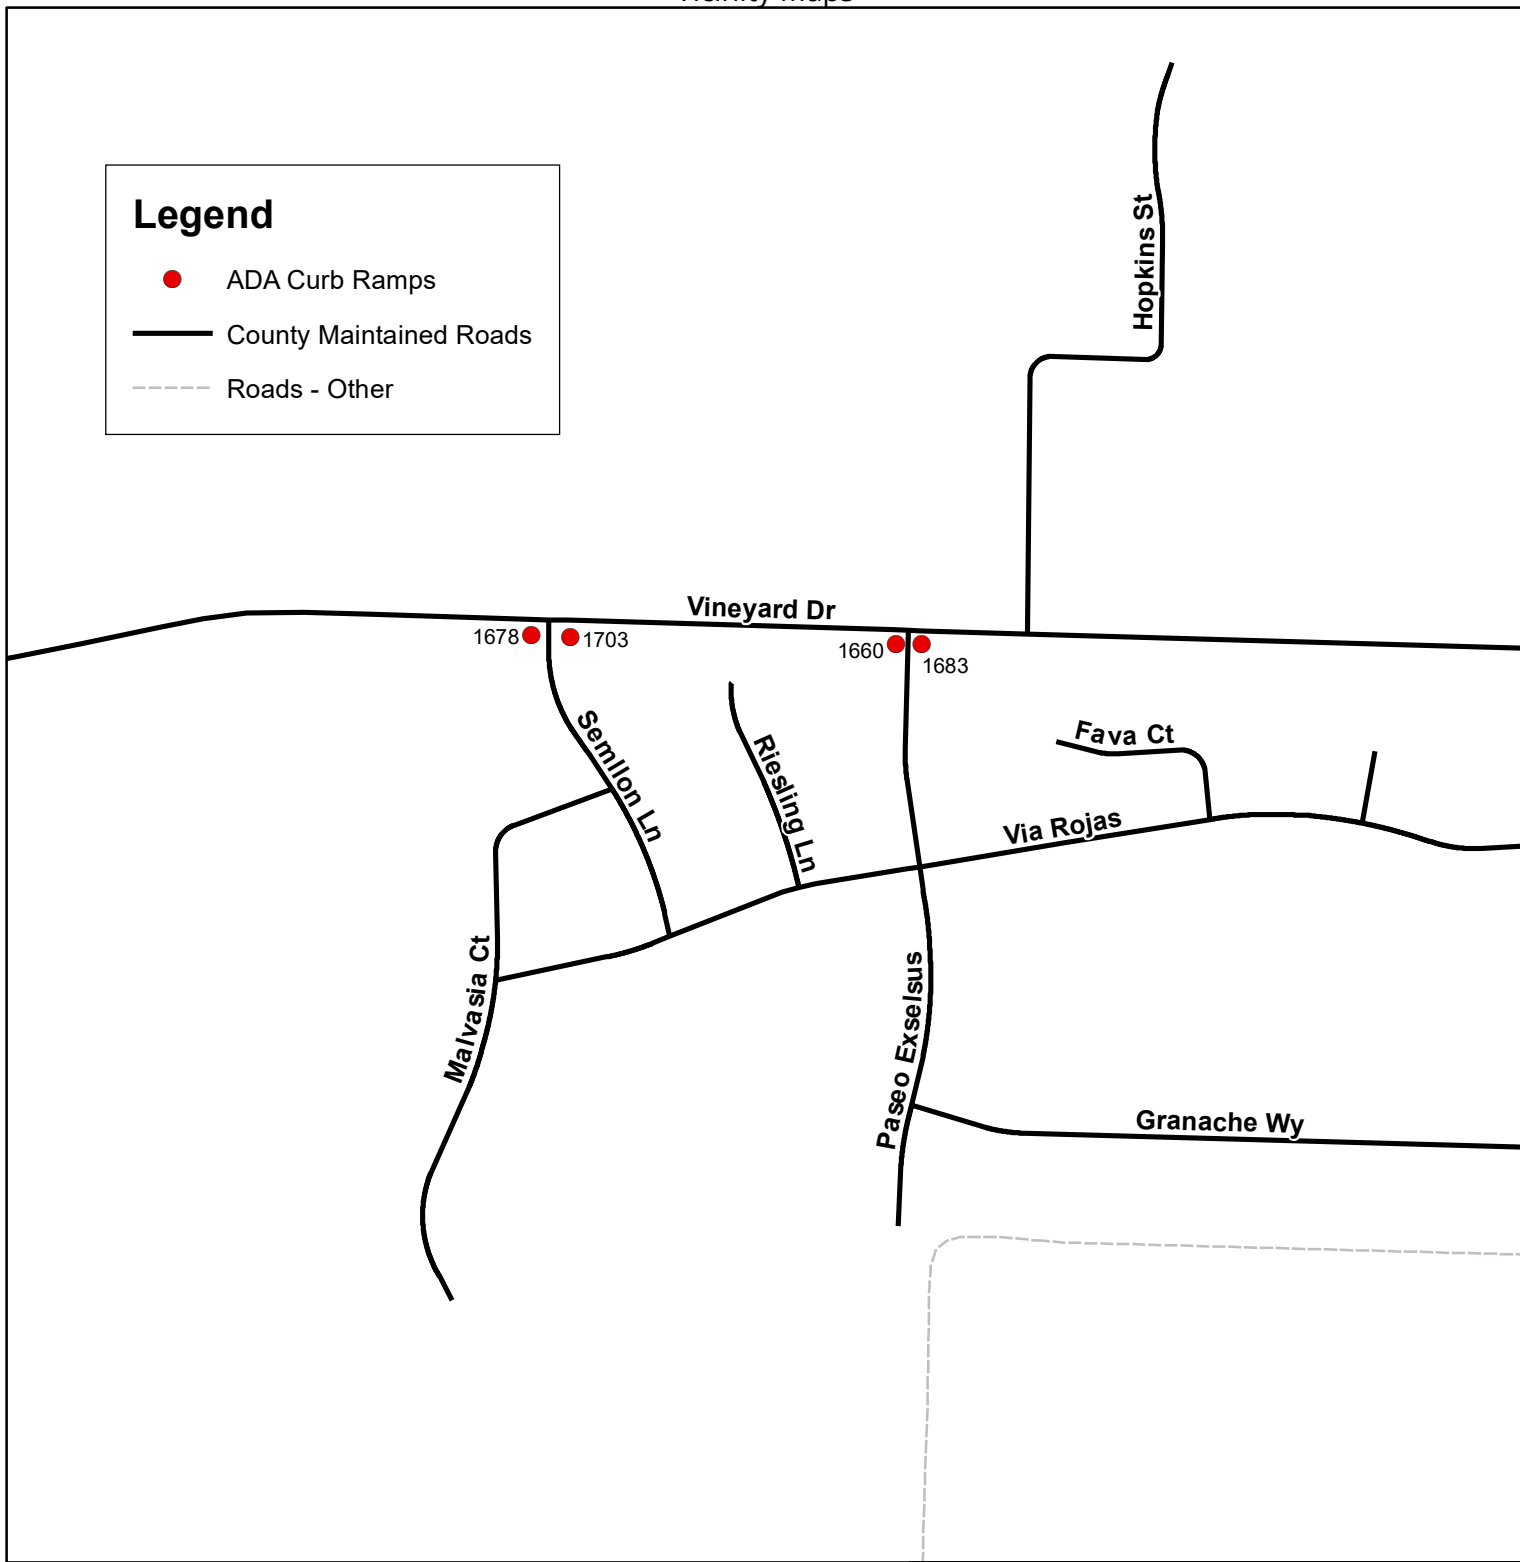 Legend
ADA Curb Ramps
County Maintained Roads
Roads - Other
Hopkins St
Vineyard Dr
1678
1703
1660
1683
Semllon Ln
Riesling Ln
Fava Ct
Via Rojas
Malvasia Ct
Paseo Exselsus
Granache Wy